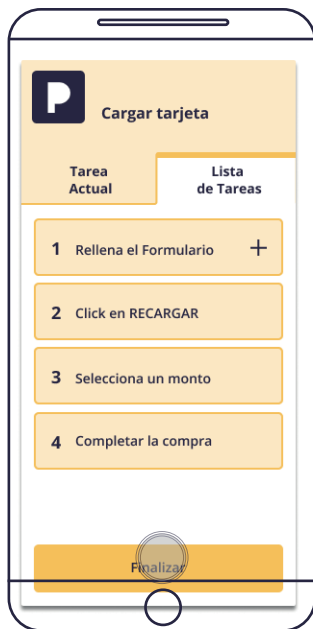 P
Cargar tarjeta
Tarea
Actual
Lista
de Tareas
1 Rellena el Formulario +
2 Click en RECARGAR
3 Selecciona un monto
4 Completar la compra
Finalizar